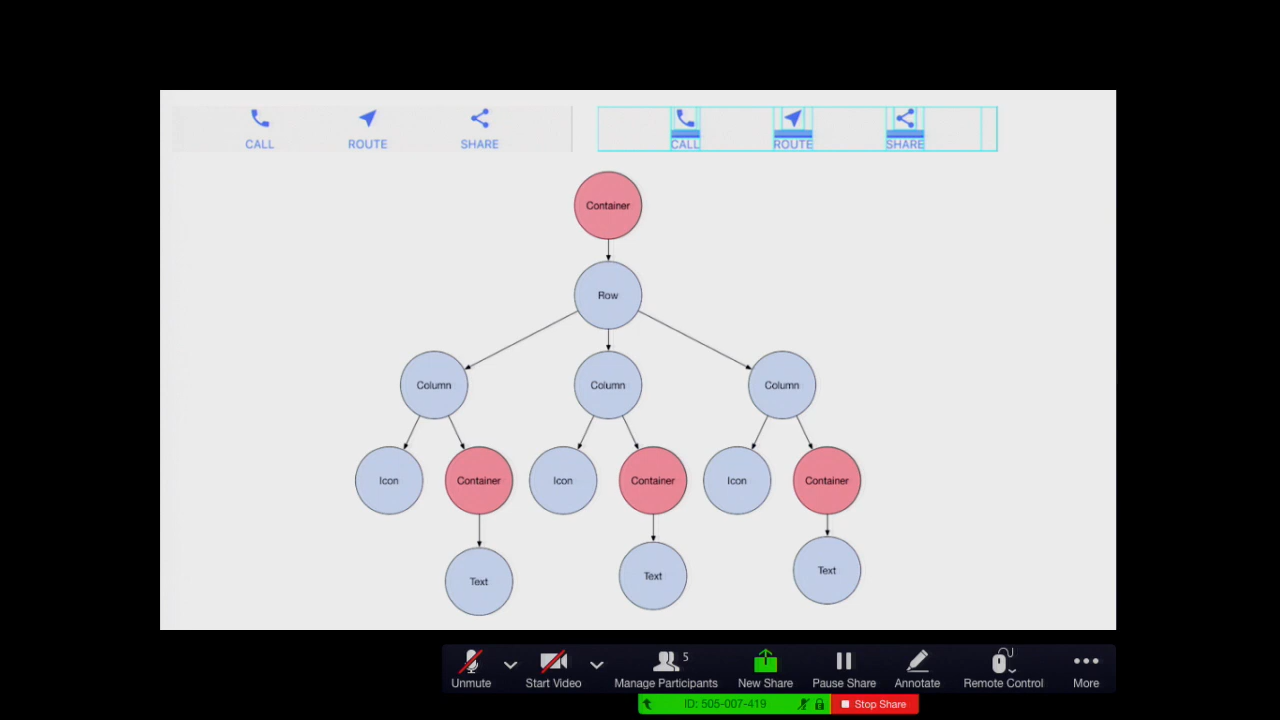 CALL ROUTE SHARE CALL ROUTE SHARE
Container
Row
Column Column Column
Icon Container Icon Container Icon Container
Text Text Text
5
Unmute Start Video Manage Participants New Share Pause Share Annotate Remote Control More
ID: 505-007-419 Stop Share